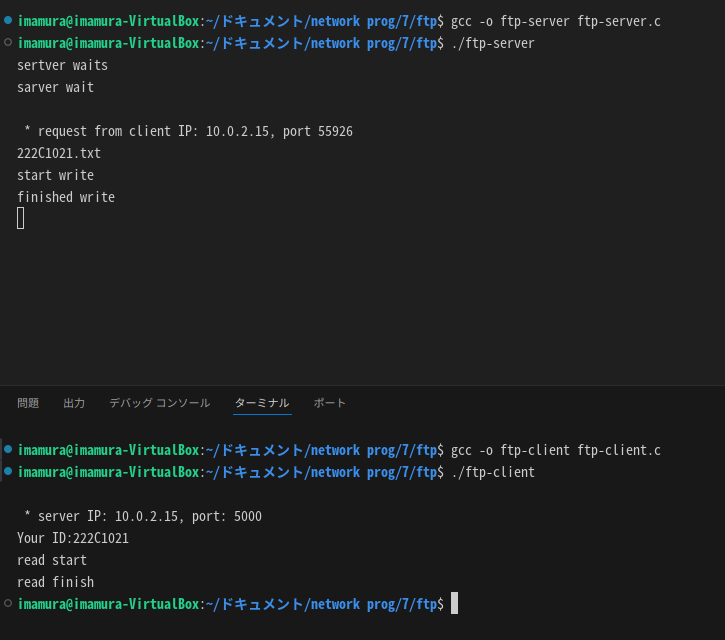 imamura@imamura-VirtualBox:~/ドキュメント/network prog/7/ftp$ gcc -o ftp-server ftp-server.c
imamura@imamura-VirtualBox:~/ドキュメント/network prog/7/ftp$ ./ftp-server
sertver waits
sarver wait
 * request from client IP: 10.0.2.15, port 55926
222C1021.txt
start write
finished write
問題 出力 デバッグ コンソール ターミナル ポート
imamura@imamura-VirtualBox:~/ドキュメント/network prog/7/ftp$ gcc -o ftp-client ftp-client.c
imamura@imamura-VirtualBox:~/ドキュメント/network prog/7/ftp$ ./ftp-client
 * server IP: 10.0.2.15, port: 5000
Your ID:222C1021
read start
read finish
imamura@imamura-VirtualBox:~/ドキュメント/network prog/7/ftp$